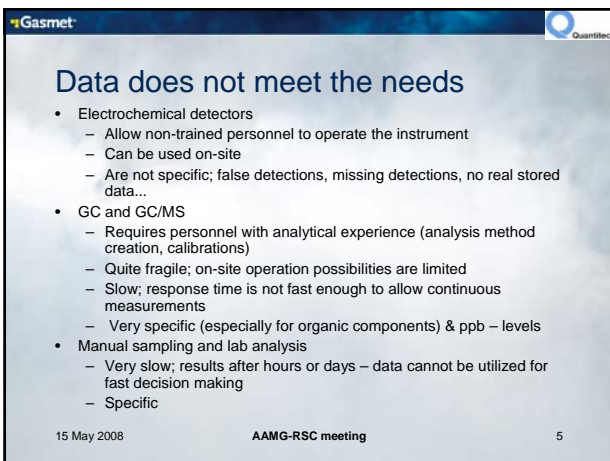 Gasmet
Quantitec
Data does not meet the needs
• Electrochemical detectors
– Allow non-trained personnel to operate the instrument
– Can be used on-site
– Are not specific; false detections, missing detections, no real stored
data...
• GC and GC/MS
– Requires personnel with analytical experience (analysis method
creation, calibrations)
– Quite fragile; on-site operation possibilities are limited
– Slow; response time is not fast enough to allow continuous
measurements
– Very specific (especially for organic components) & ppb – levels
• Manual sampling and lab analysis
– Very slow; results after hours or days – data cannot be utilized for
fast decision making
– Specific
15 May 2008 AAMG-RSC meeting 5